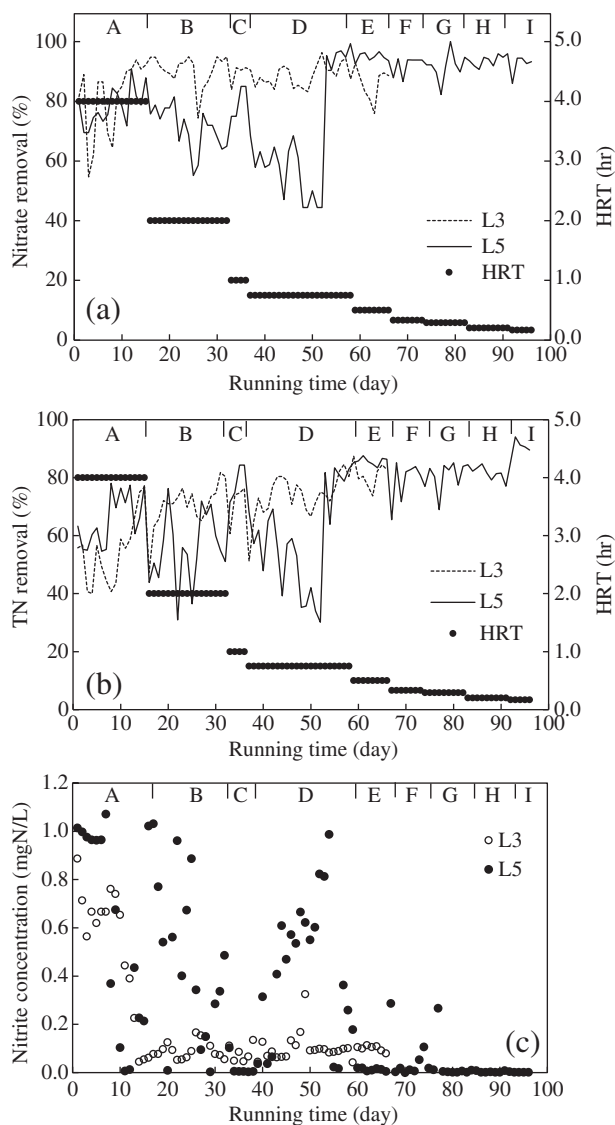 A B C D E F G H I
100 80 60 40 20 0
Nitrate removal (%)
5.0 4.0 3.0 2.0 1.0 0.0
HRT (hr)
L3
L5
HRT
(a)
0 10 20 30 40 50 60 70 80 90 100
Running time (day)
A B C D E F G H I
100 80 60 40 20 0
TN removal (%)
5.0 4.0 3.0 2.0 1.0 0.0
HRT (hr)
L3
L5
HRT
(b)
0 10 20 30 40 50 60 70 80 90 100
Running time (day)
A B C D E F G H I
1.2 1.0 0.8 0.6 0.4 0.2 0.0
Nitrite concentration (mgN/L)
L3
L5
(c)
0 10 20 30 40 50 60 70 80 90 100
Running time (day)